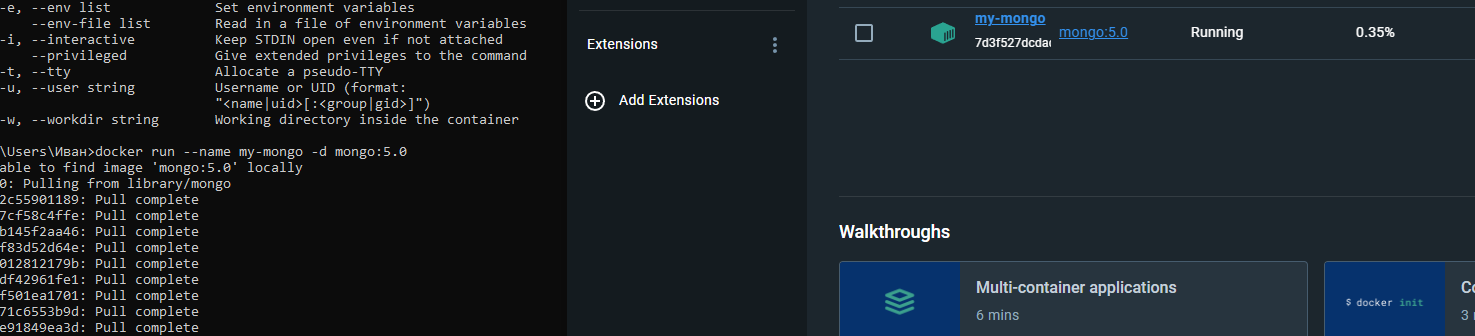 -e, --env list Set environment variables
--env-file list Read in a file of environment variables
-i, --interactive Keep STDIN open even if not attached
--privileged Give extended privileges to the command
-t, --tty Allocate a pseudo-TTY
-u, --user string Username or UID (format:
"<name|uid>[:<group|gid>]")
-w, --workdir string Working directory inside the container
\Users\Иван>docker run --name my-mongo -d mongo:5.0
able to find image 'mongo:5.0' locally
0: Pulling from library/mongo
2c55901189: Pull complete
7cf58c4ffe: Pull complete
b145f2aa46: Pull complete
f83d52d64e: Pull complete
012812179b: Pull complete
df42961fe1: Pull complete
f501ea1701: Pull complete
71c6553b9d: Pull complete
e91849ea3d: Pull complete
Extensions
Add Extensions
my-mongo
7d3f527dcda
mongo:5.0
Running
0.35%
Walkthroughs
Multi-container applications
6 mins
$ docker init
3